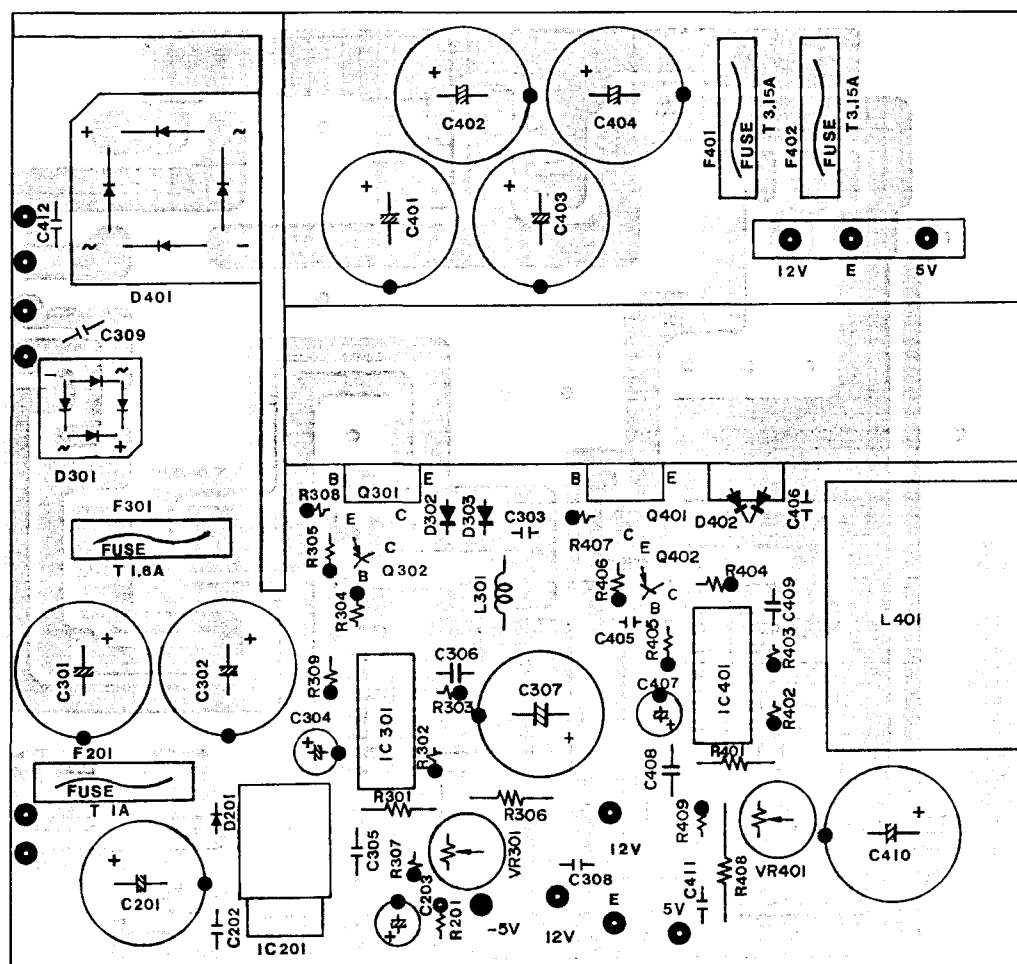 C402
C404
F401
FUSE
T 3.15A
F402
FUSE
T 3.15A
C401
C403
12V
E
5V
+
~
~
-
C412
D401
C309
-
~
~
+
D301
F301
FUSE
T 1.6A
B
Q301
E
R308
E
C
D302
D303
C303
R305
C
B
Q302
R304
L301
B
E
Q401
D402
C406
R407
C
E
Q402
R406
B
C
C405
R405
R404
C409
L401
C301
C302
R309
C306
R303
C307
C304
IC301
R302
C407
IC401
R403
R402
C408
R401
F201
FUSE
T 1A
D201
R301
R306
R409
C305
R307
VR301
12V
C308
R408
VR401
C410
C201
C202
IC201
C203
R201
-5V
12V
E
5V
C411